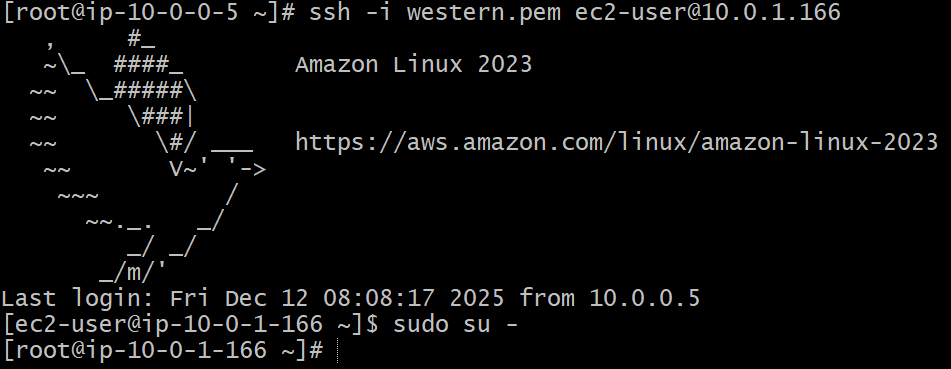 [root@ip-10-0-0-5 ~]# ssh -i western.pem ec2-user@10.0.1.166
   ,     #_
   ~\_  ####_        Amazon Linux 2023
  ~~  \_#####\
  ~~     \###|
  ~~       \#/ ___   https://aws.amazon.com/linux/amazon-linux-2023
   ~~       V~' '->
    ~~~         /
      ~~._.   _/
         _/ _/
       _/m/'
Last login: Fri Dec 12 08:08:17 2025 from 10.0.0.5
[ec2-user@ip-10-0-1-166 ~]$ sudo su -
[root@ip-10-0-1-166 ~]#